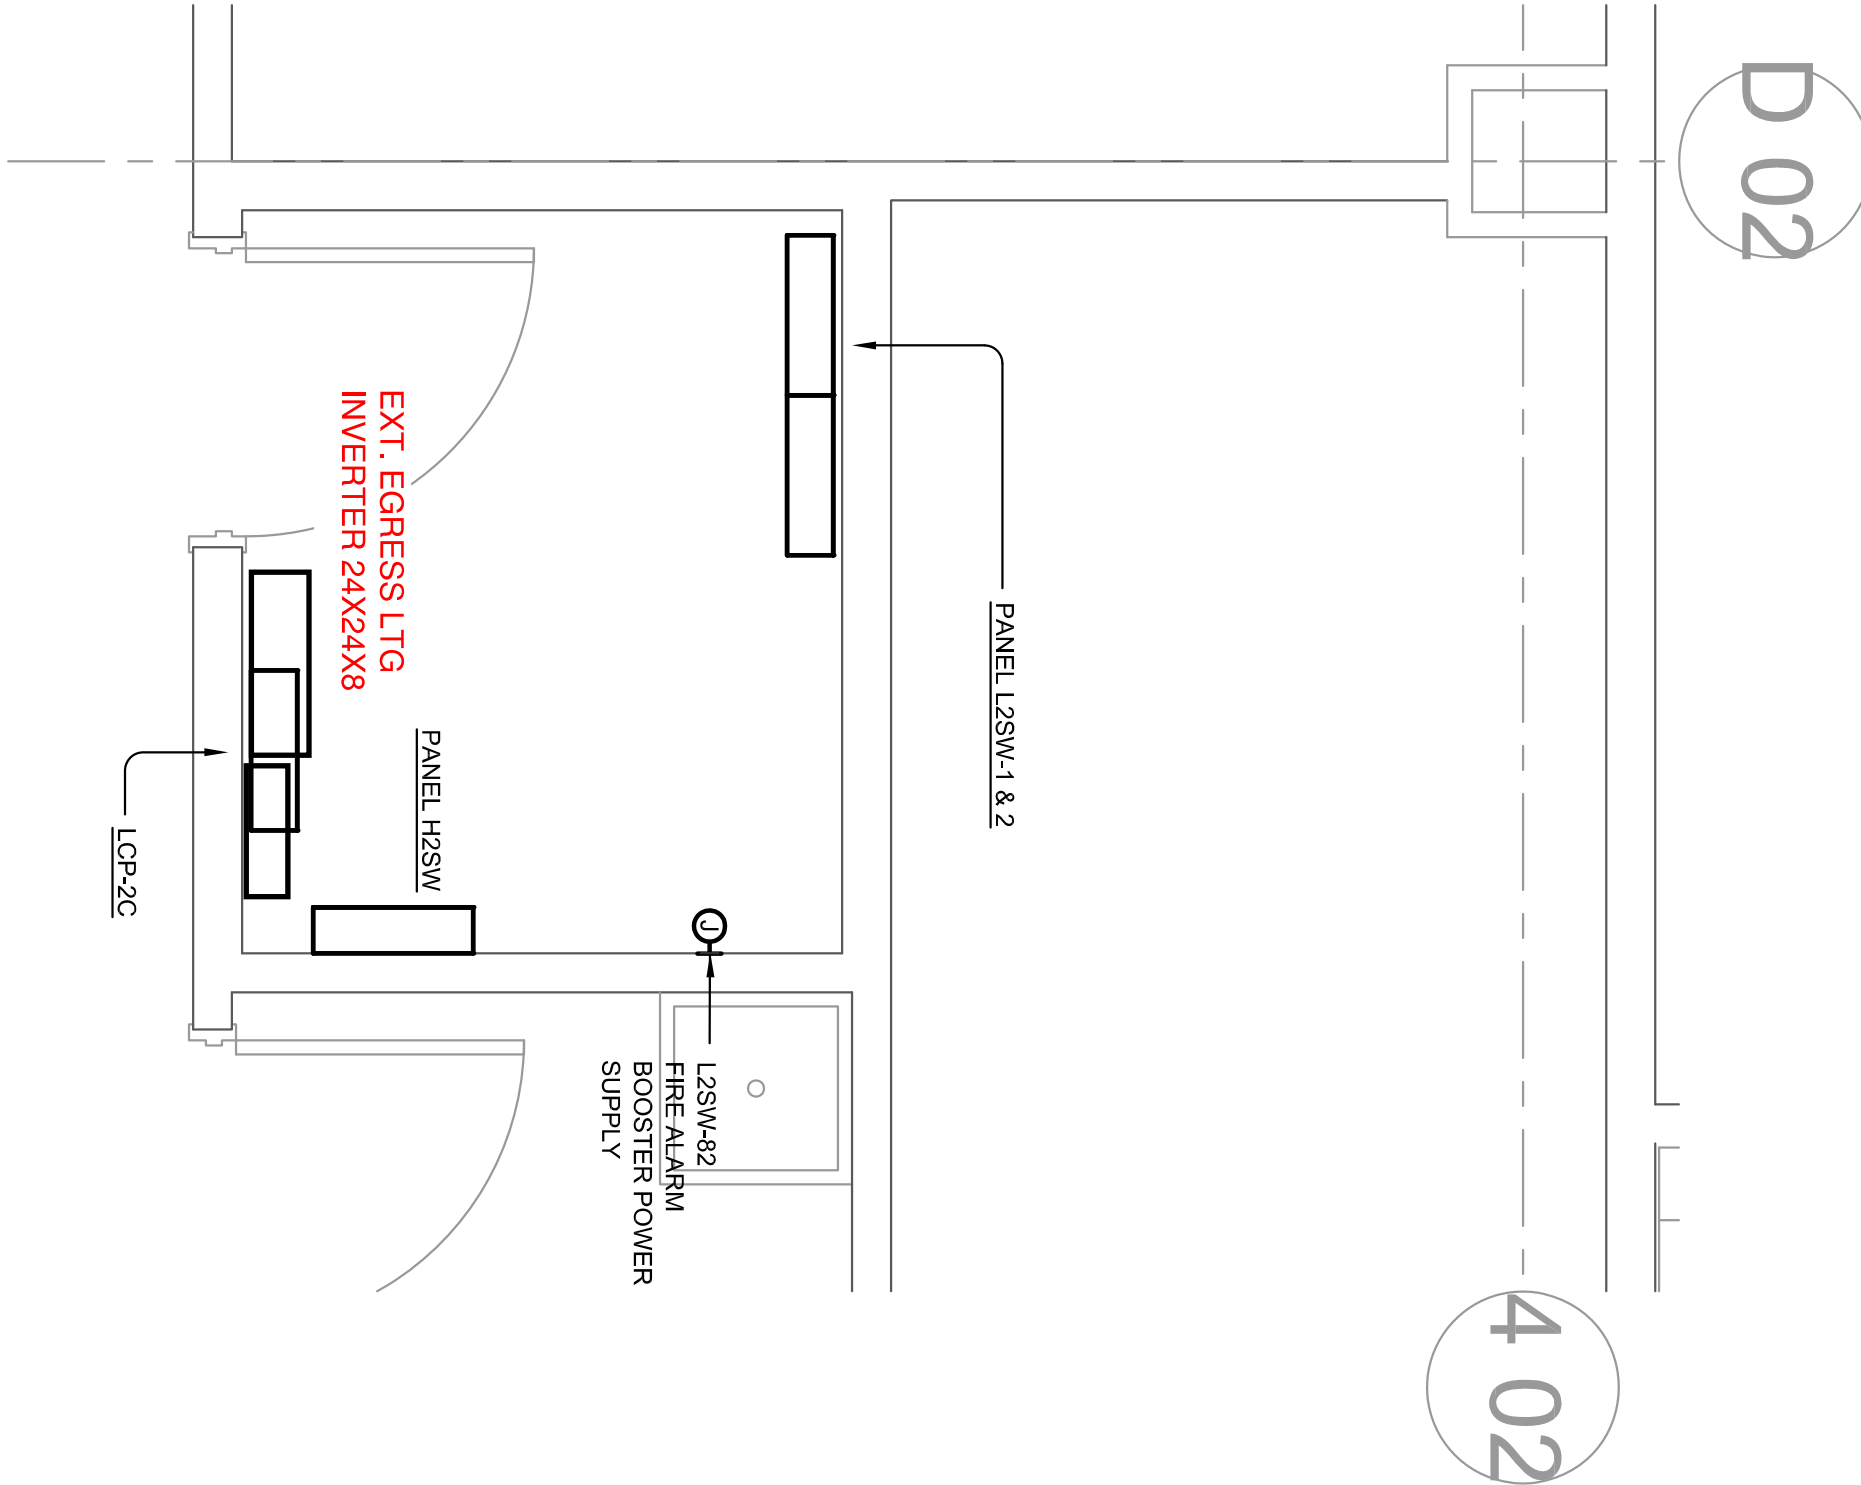 D 02
PANEL L2SW-1 & 2
EXT. EGRESS LTG
INVERTER 24X24X8
PANEL H2SW
LCP-2C
J
L2SW-82
FIRE ALARM
BOOSTER POWER
SUPPLY
4 02